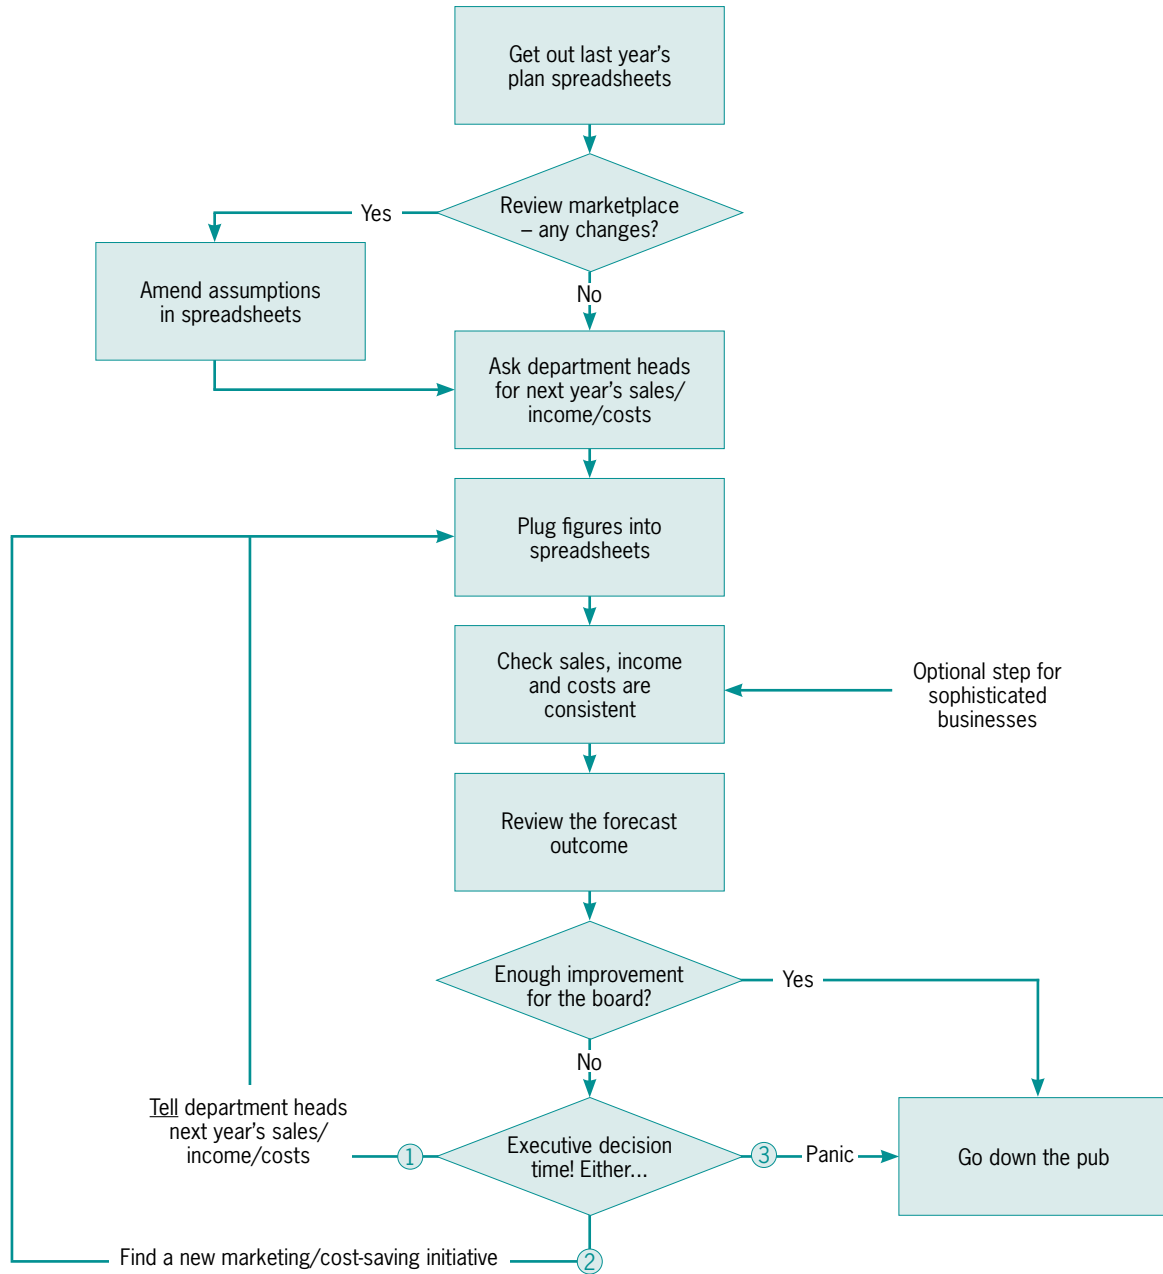 Get out last year's
plan spreadsheets
Review marketplace
– any changes?
Yes
Amend assumptions
in spreadsheets
No
Ask department heads
for next year's sales/
income/costs
Plug figures into
spreadsheets
Check sales, income
and costs are
consistent
Optional step for
sophisticated
businesses
Review the forecast
outcome
Enough improvement
for the board?
Yes
No
Tell department heads
next year's sales/
income/costs
1
Executive decision
time! Either...
3
Panic
Go down the pub
Find a new marketing/cost-saving initiative
2